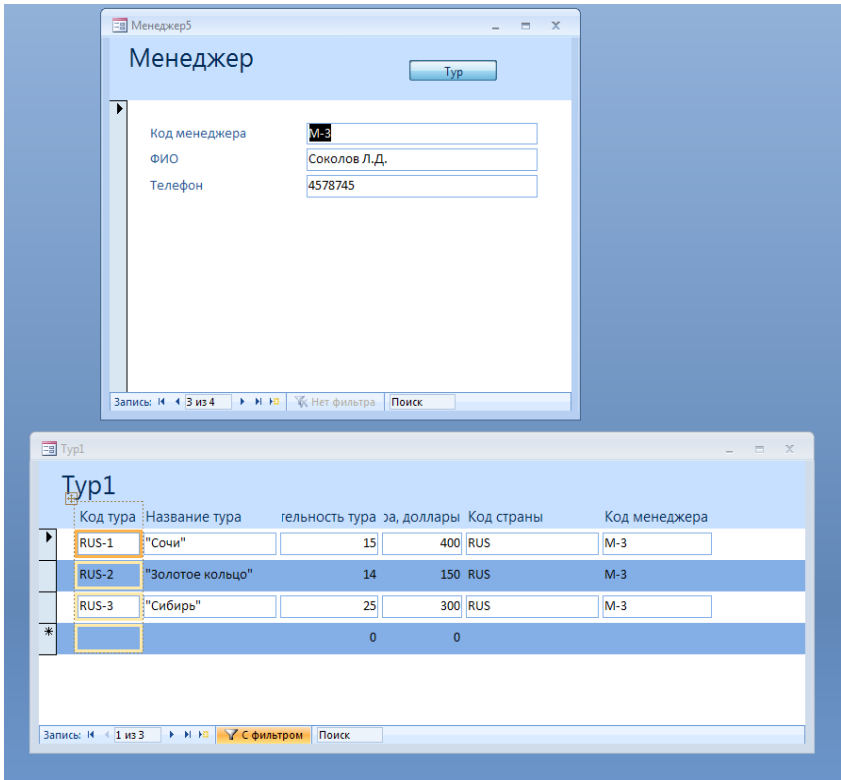 Менеджер5
Менеджер
Тур
Код менеджера M-3
ФИО Соколов Л.Д.
Телефон 4578745
Запись: 3 из 4 Нет фильтра Поиск
Тур1
Тур1
Код тура Название тура тельность тура ра, доллары Код страны Код менеджера
RUS-1 "Сочи" 15 400 RUS M-3
RUS-2 "Золотое кольцо" 14 150 RUS M-3
RUS-3 "Сибирь" 25 300 RUS M-3
0 0
Запись: 1 из 3 С фильтром Поиск